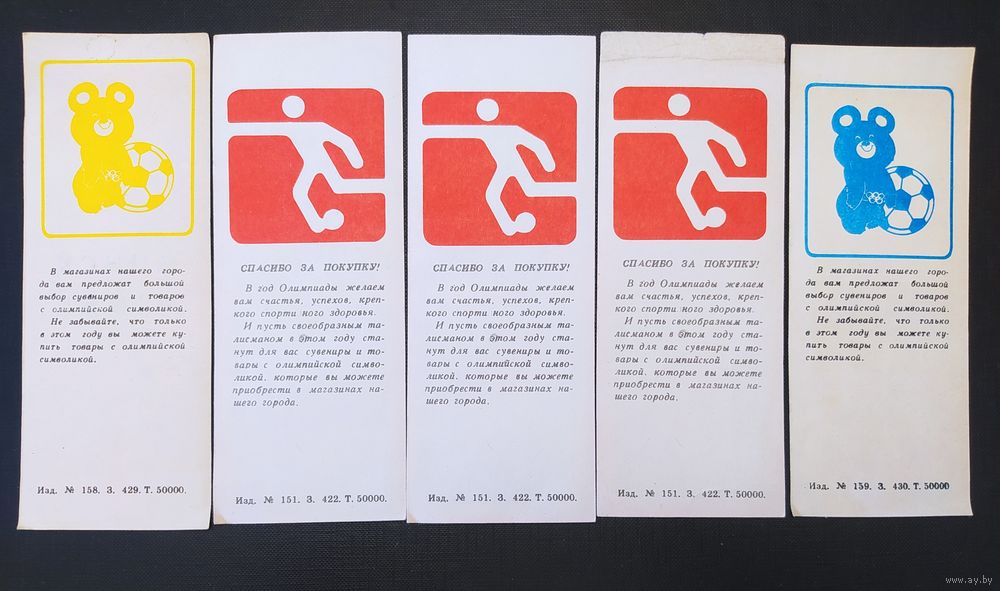 В магазинах нашего горо-
да вам предложат большой
выбор сувениров и товаров
с олимпийской символикой.
Не забывайте, что только
в этом году вы можете ку-
пить товары с олимпийской
символикой.
Изд. № 158. З. 429. Т. 50000.
СПАСИБО ЗА ПОКУПКУ!
В год Олимпиады желаем
вам счастья, успехов, креп-
кого спорти ного здоровья.
И пусть своеобразным та-
лисманом в этом году ста-
нут для вас сувениры и то-
вары с олимпийской симво-
ликой, которые вы можете
приобрести в магазинах на-
шего города.
Изд. № 151. З. 422. Т. 50000.
СПАСИБО ЗА ПОКУПКУ!
В год Олимпиады желаем
вам счастья, успехов, креп-
кого спорти ного здоровья.
И пусть своеобразным та-
лисманом в этом году ста-
нут для вас сувениры и то-
вары с олимпийской симво-
ликой, которые вы можете
приобрести в магазинах на-
шего города.
Изд. № 151. З. 422. Т. 50000.
СПАСИБО ЗА ПОКУПКУ!
В год Олимпиады желаем
вам счастья, успехов, креп-
кого спорти ного здоровья.
И пусть своеобразным та-
лисманом в этом году ста-
нут для вас сувениры и то-
вары с олимпийской симво-
ликой, которые вы можете
приобрести в магазинах на-
шего города.
Изд. № 151. З. 422. Т. 50000.
В магазинах нашего горо-
да вам предложат большой
выбор сувениров и товаров
с олимпийской символикой.
Не забывайте, что только
в этом году вы можете ку-
пить товары с олимпийской
символикой.
Изд. № 159. З. 430. Т. 50000
www.ay.by